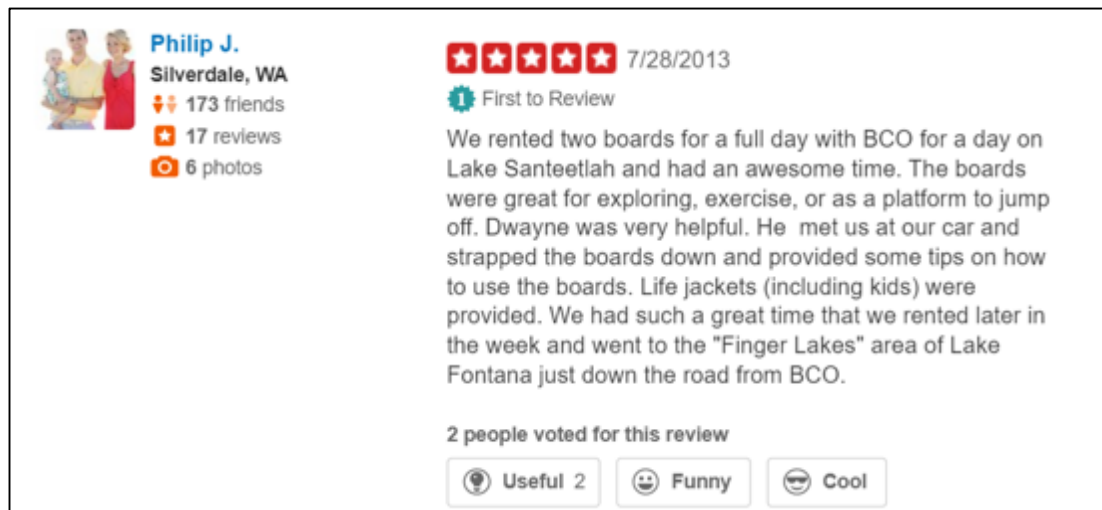 Philip J.
Silverdale, WA
173 friends
17 reviews
6 photos
7/28/2013
1 First to Review
We rented two boards for a full day with BCO for a day on
Lake Santeetlah and had an awesome time. The boards
were great for exploring, exercise, or as a platform to jump
off. Dwayne was very helpful. He  met us at our car and
strapped the boards down and provided some tips on how
to use the boards. Life jackets (including kids) were
provided. We had such a great time that we rented later in
the week and went to the "Finger Lakes" area of Lake
Fontana just down the road from BCO.
2 people voted for this review
Useful 2 Funny Cool